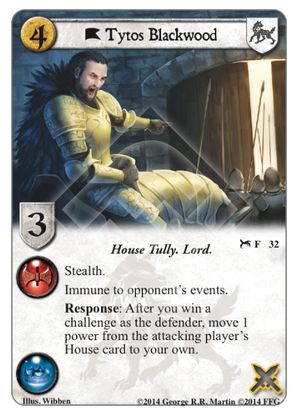 4
Tytos Blackwood
3
House Tully. Lord.
F 32
Stealth.
Immune to opponent's events.
Response: After you win a
challenge as the defender, move 1
power from the attacking player's
House card to your own.
Illus. Wibben
©2014 George R.R. Martin ©2014 FFG